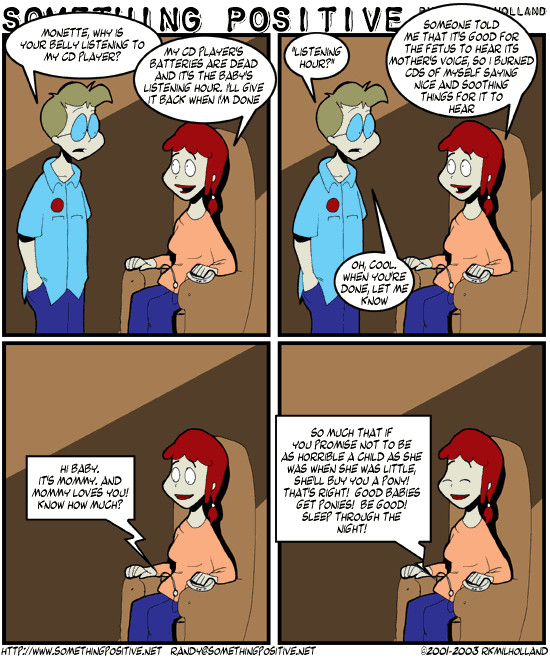 SOMETHING POSITIVE
MILHOLLAND
MONETTE, WHY IS
YOUR BELLY LISTENING TO
MY CD PLAYER?
MY CD PLAYER'S
BATTERIES ARE DEAD
AND IT'S THE BABY'S
LISTENING HOUR. I'LL GIVE
IT BACK WHEN I'M DONE
"LISTENING
HOUR?"
SOMEONE TOLD
ME THAT IT'S GOOD FOR
THE FETUS TO HEAR ITS
MOTHER'S VOICE, SO I BURNED
CDS OF MYSELF SAYING
NICE AND SOOTHING
THINGS FOR IT TO
HEAR
OH, COOL.
WHEN YOU'RE
DONE, LET ME
KNOW
HI BABY.
IT'S MOMMY. AND
MOMMY LOVES YOU!
KNOW HOW MUCH?
SO MUCH THAT IF
YOU PROMISE NOT TO BE
AS HORRIBLE A CHILD AS SHE
WAS WHEN SHE WAS LITTLE,
SHE'LL BUY YOU A PONY!
THAT'S RIGHT! GOOD BABIES
GET PONIES! BE GOOD!
SLEEP THROUGH THE
NIGHT!
HTTP://WWW.SOMETHINGPOSITIVE.NET RANDY@SOMETHINGPOSITIVE.NET ©2001-2003 RKMILHOLLAND